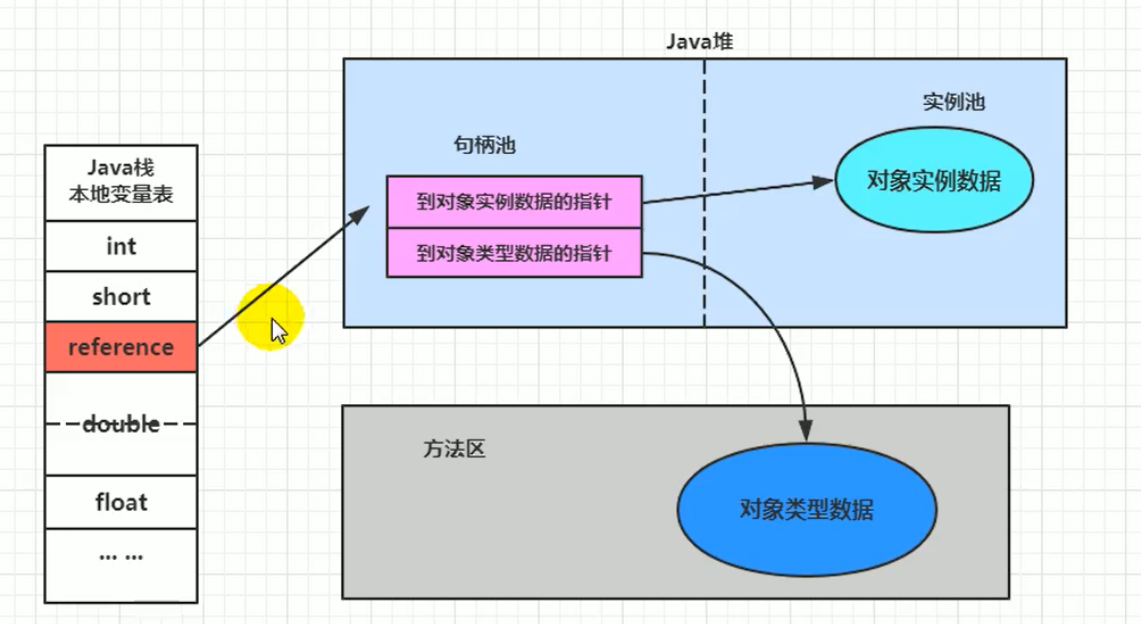 Java堆
实例池
句柄池
Java栈
本地变量表
到对象实例数据的指针
对象实例数据
int
到对象类型数据的指针
short
reference
double
方法区
float
对象类型数据
... ...